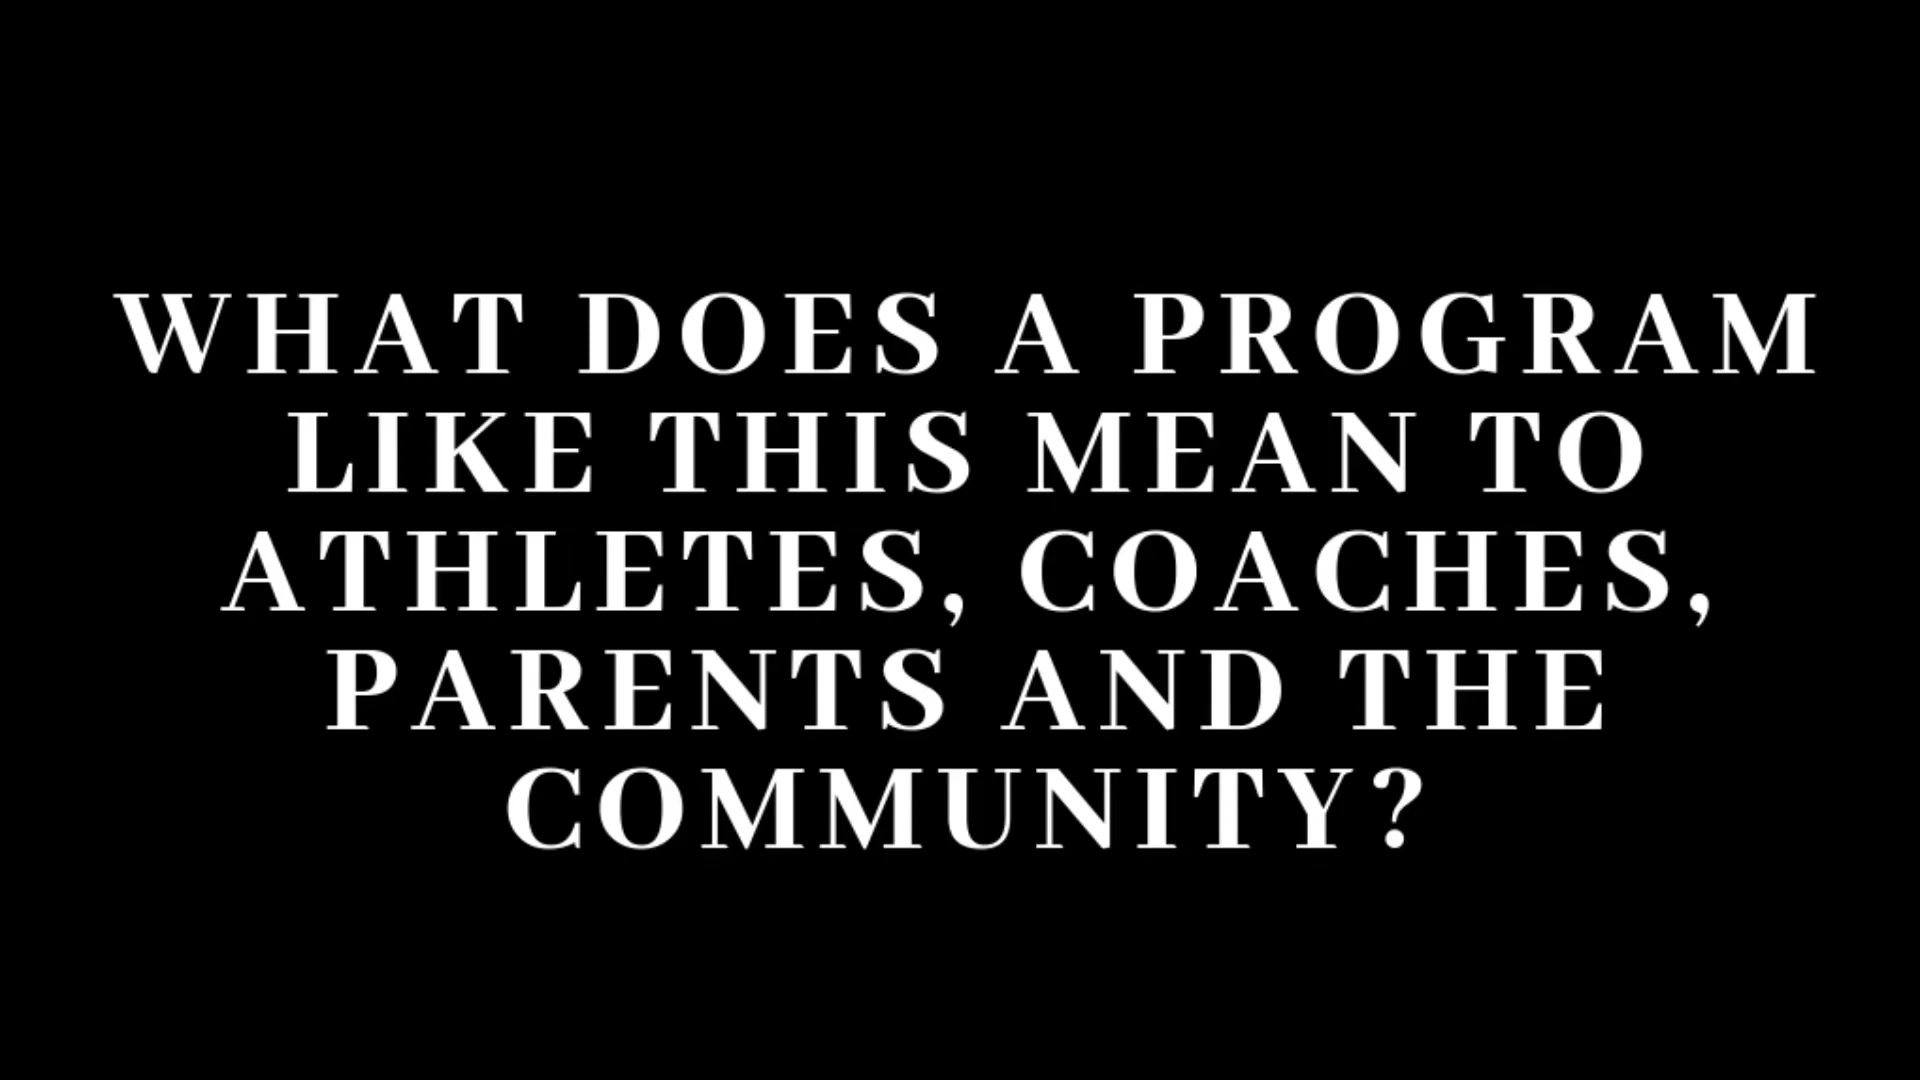 WHAT DOES A PROGRAM
LIKE THIS MEAN TO
ATHLETES, COACHES,
PARENTS AND THE
COMMUNITY?